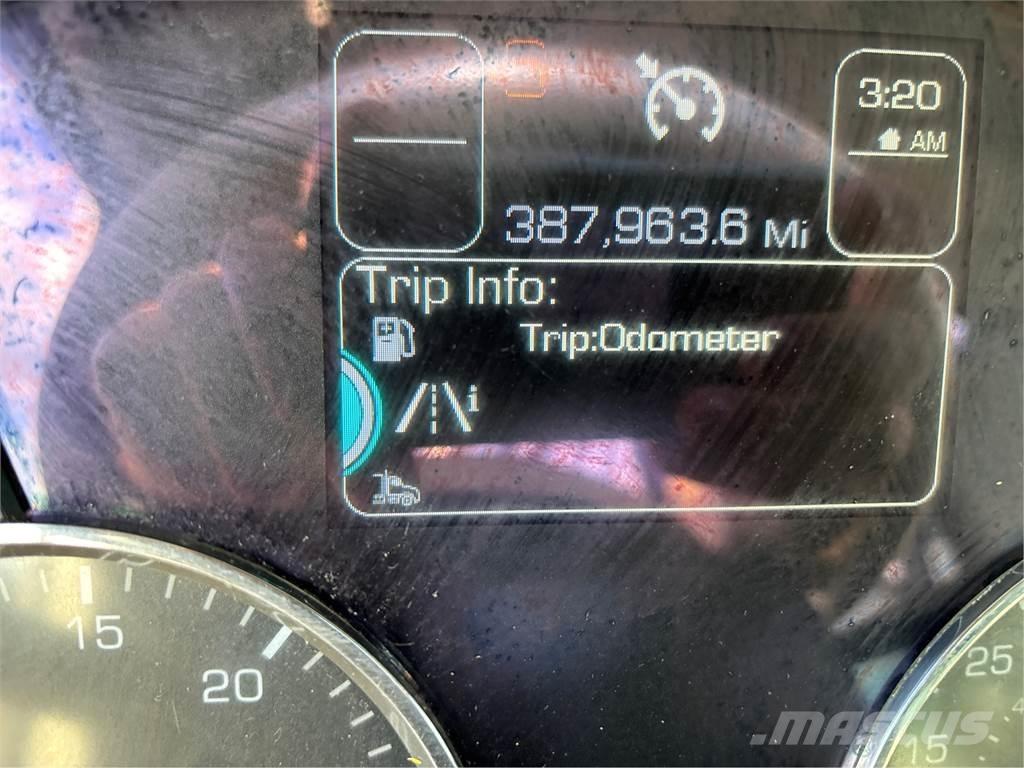 3:20
AM
387,963.6 Mi
Trip Info:
Trip:Odometer
i
15
20
25
15
MASCUS